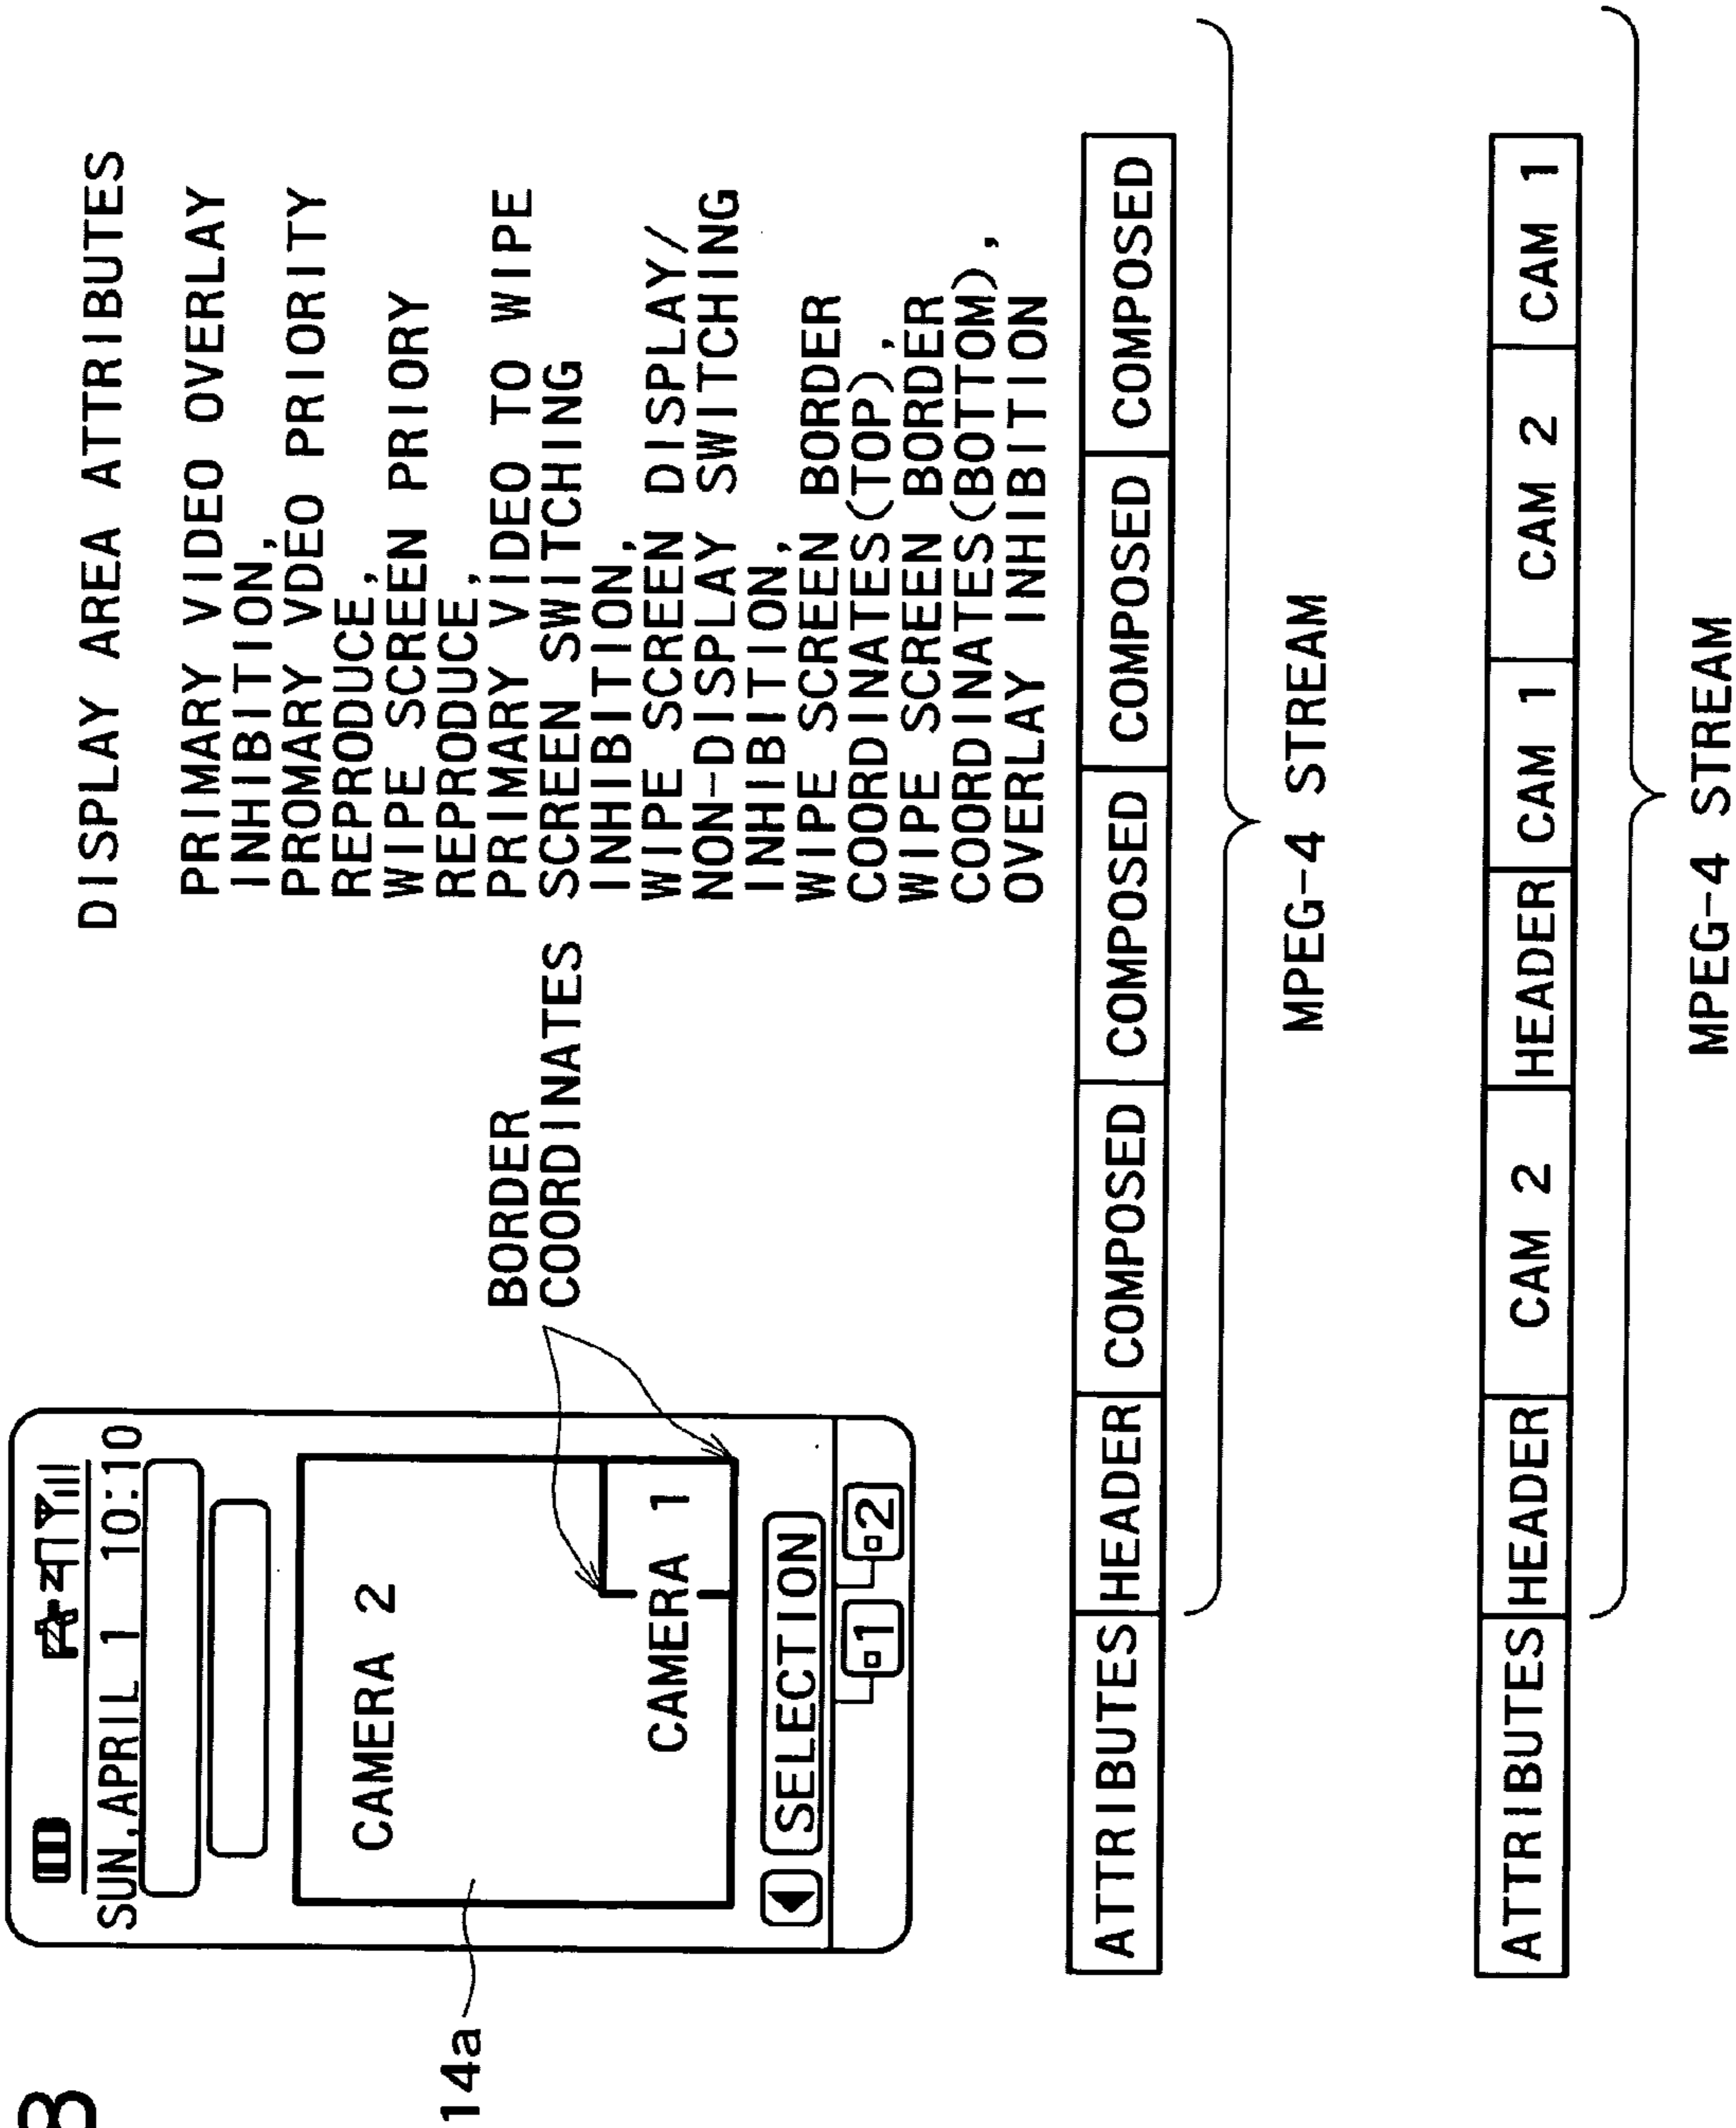 8
14a
SUN,APRIL 1 10:10
CAMERA 2
CAMERA 1
SELECTION
1
2
BORDER
COORDINATES
DISPLAY AREA ATTRIBUTES
PRIMARY VIDEO OVERLAY
INHIBITION,
PROMARY VDEO PRIORITY
REPRODUCE,
WIPE SCREEN PRIORY
REPRODUCE,
PRIMARY VIDEO TO WIPE
SCREEN SWITCHING
INHIBITION,
WIPE SCREEN DISPLAY/
NON-DISPLAY SWITCHING
INHIBITION,
WIPE SCREEN BORDER
COORDINATES(TOP),
WIPE SCREEN BORDER
COORDINATES(BOTTOM),
OVERLAY INHIBITION
ATTRIBUTES HEADER COMPOSED COMPOSED COMPOSED COMPOSED
MPEG-4 STREAM
ATTRIBUTES HEADER CAM 2 HEADER CAM 1 CAM 2 CAM 1
MPEG-4 STREAM